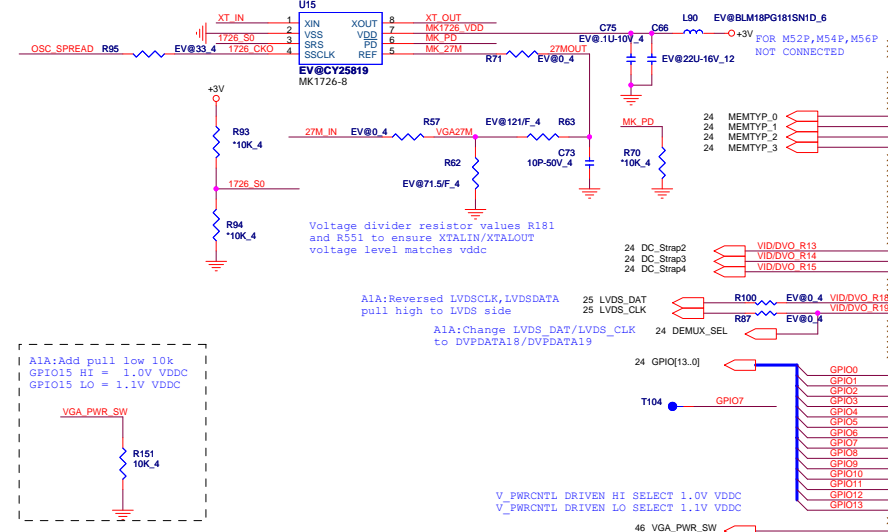 U15
XT_IN 1 XIN XOUT 8 XT_OUT
2 VSS VDD 7 MK1726_VDD
1726_S0 3 SRS PD 6 MK_PD
OSC_SPREAD R95 EV@33_4 1726_CKO 4 SSCLK REF 5 MK_27M
EV@CY25819
MK1726-8
R71 EV@0_4 27MOUT
C75 EV@.1U-10V_4
C66 EV@22U-16V_12
L90 EV@BLM18PG181SN1D_6
+3V
FOR M52P,M54P,M56P
NOT CONNECTED
+3V
R93
*10K_4
1726_S0
R94
*10K_4
27M_IN EV@0_4 R57 VGA27M EV@121/F_4 R63
R62
EV@71.5/F_4
C73
10P-50V_4
MK_PD
R70
*10K_4
24 MEMTYP_0
24 MEMTYP_1
24 MEMTYP_2
24 MEMTYP_3
Voltage divider resistor values R181
and R551 to ensure XTALIN/XTALOUT
voltage level matches vddc
24 DC_Strap2 VID/DVO_R13
24 DC_Strap3 VID/DVO_R14
24 DC_Strap4 VID/DVO_R15
A1A:Reversed LVDSCLK,LVDSDATA
pull high to LVDS side
25 LVDS_DAT R100 EV@0_4 VID/DVO_R18
25 LVDS_CLK R87 EV@0_4 VID/DVO_R19
A1A:Change LVDS_DAT/LVDS_CLK
to DVPDATA18/DVPDATA19
24 DEMUX_SEL
24 GPIO[13..0]
T104 GPIO7
GPIO0
GPIO1
GPIO2
GPIO3
GPIO4
GPIO5
GPIO6
GPIO7
GPIO8
GPIO9
GPIO10
GPIO11
GPIO12
GPIO13
A1A:Add pull low 10k
GPIO15 HI = 1.0V VDDC
GPIO15 LO = 1.1V VDDC
VGA_PWR_SW
R151
10K_4
V_PWRCNTL DRIVEN HI SELECT 1.0V VDDC
V_PWRCNTL DRIVEN LO SELECT 1.1V VDDC
46 VGA_PWR_SW